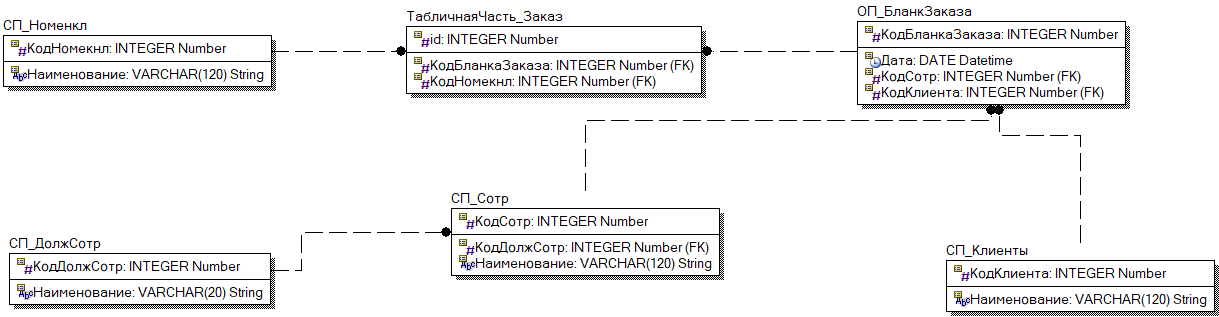 СП_Номенкл
КодНомекнл: INTEGER Number
Наименование: VARCHAR(120) String
ТабличнаяЧасть_Заказ
id: INTEGER Number
КодБланкаЗаказа: INTEGER Number (FK)
КодНомекнл: INTEGER Number (FK)
ОП_БланкЗаказа
КодБланкаЗаказа: INTEGER Number
Дата: DATE Datetime
КодСотр: INTEGER Number (FK)
КодКлиента: INTEGER Number (FK)
СП_Сотр
КодСотр: INTEGER Number
КодДолжСотр: INTEGER Number (FK)
Наименование: VARCHAR(120) String
СП_ДолжСотр
КодДолжСотр: INTEGER Number
Наименование: VARCHAR(20) String
СП_Клиенты
КодКлиента: INTEGER Number
Наименование: VARCHAR(120) String